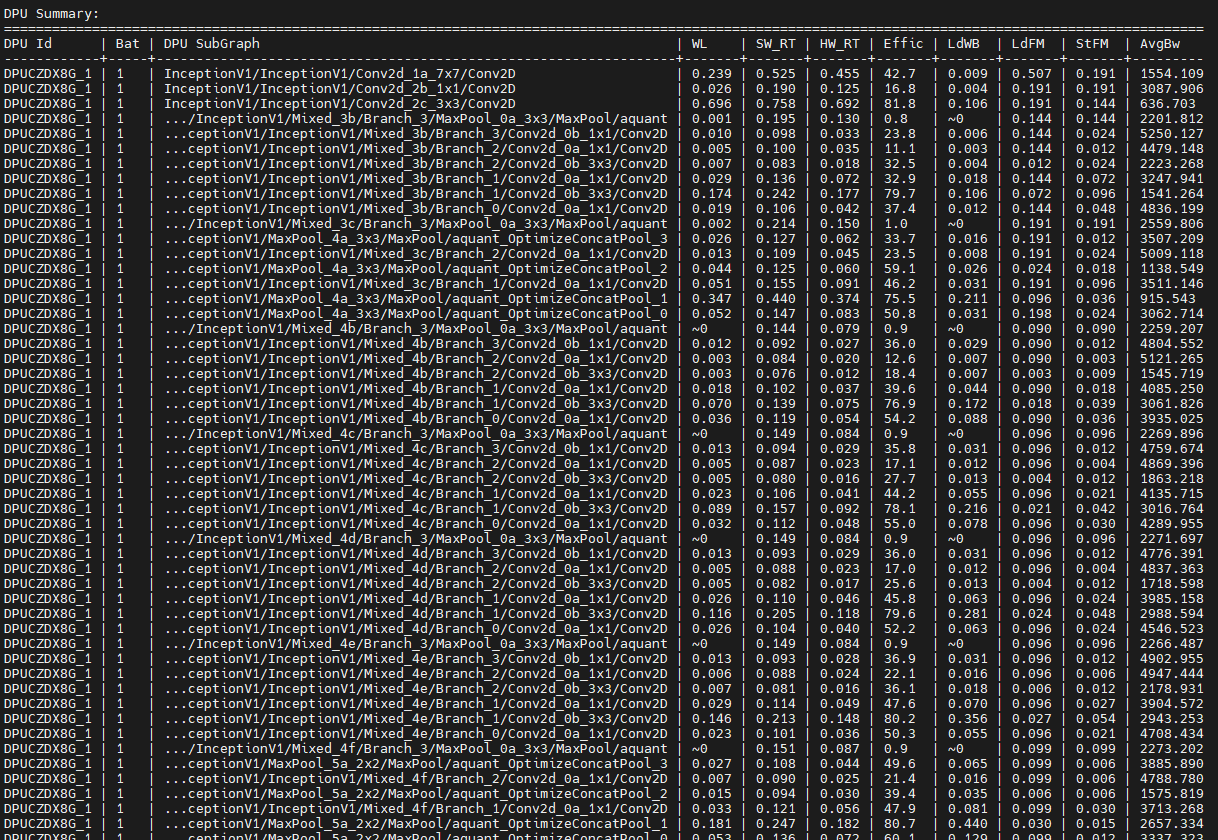 DPU Summary:
================================================================================
DPU Id | Bat | DPU SubGraph | WL | SW_RT | HW_RT | Effic | LdWB | LdFM | StFM | AvgBw
DPUCZDX8G_1 | 1 | InceptionV1/InceptionV1/Conv2d_1a_7x7/Conv2D | 0.239 | 0.525 | 0.455 | 42.7 | 0.009 | 0.507 | 0.191 | 1554.109
DPUCZDX8G_1 | 1 | InceptionV1/InceptionV1/Conv2d_2b_1x1/Conv2D | 0.026 | 0.190 | 0.125 | 16.8 | 0.004 | 0.191 | 0.191 | 3087.906
DPUCZDX8G_1 | 1 | InceptionV1/InceptionV1/Conv2d_2c_3x3/Conv2D | 0.696 | 0.758 | 0.692 | 81.8 | 0.106 | 0.191 | 0.144 | 636.703
DPUCZDX8G_1 | 1 | .../InceptionV1/Mixed_3b/Branch_3/MaxPool_0a_3x3/MaxPool/aquant | 0.001 | 0.195 | 0.130 | 0.8 | ~0 | 0.144 | 0.144 | 2201.812
DPUCZDX8G_1 | 1 | ...ceptionV1/InceptionV1/Mixed_3b/Branch_3/Conv2d_0b_1x1/Conv2D | 0.010 | 0.098 | 0.033 | 23.8 | 0.006 | 0.144 | 0.024 | 5250.127
DPUCZDX8G_1 | 1 | ...ceptionV1/InceptionV1/Mixed_3b/Branch_2/Conv2d_0a_1x1/Conv2D | 0.005 | 0.100 | 0.035 | 11.1 | 0.003 | 0.144 | 0.012 | 4479.148
DPUCZDX8G_1 | 1 | ...ceptionV1/InceptionV1/Mixed_3b/Branch_2/Conv2d_0b_3x3/Conv2D | 0.007 | 0.083 | 0.018 | 32.5 | 0.004 | 0.012 | 0.024 | 2223.268
DPUCZDX8G_1 | 1 | ...ceptionV1/InceptionV1/Mixed_3b/Branch_1/Conv2d_0a_1x1/Conv2D | 0.029 | 0.136 | 0.072 | 32.9 | 0.018 | 0.144 | 0.072 | 3247.941
DPUCZDX8G_1 | 1 | ...ceptionV1/InceptionV1/Mixed_3b/Branch_1/Conv2d_0b_3x3/Conv2D | 0.174 | 0.242 | 0.177 | 79.7 | 0.106 | 0.072 | 0.096 | 1541.264
DPUCZDX8G_1 | 1 | ...ceptionV1/InceptionV1/Mixed_3b/Branch_0/Conv2d_0a_1x1/Conv2D | 0.019 | 0.106 | 0.042 | 37.4 | 0.012 | 0.144 | 0.048 | 4836.199
DPUCZDX8G_1 | 1 | .../InceptionV1/Mixed_3c/Branch_3/MaxPool_0a_3x3/MaxPool/aquant | 0.002 | 0.214 | 0.150 | 1.0 | ~0 | 0.191 | 0.191 | 2559.806
DPUCZDX8G_1 | 1 | ...ceptionV1/MaxPool_4a_3x3/MaxPool/aquant_OptimizeConcatPool_3 | 0.026 | 0.127 | 0.062 | 33.7 | 0.016 | 0.191 | 0.012 | 3507.209
DPUCZDX8G_1 | 1 | ...ceptionV1/InceptionV1/Mixed_3c/Branch_2/Conv2d_0a_1x1/Conv2D | 0.013 | 0.109 | 0.045 | 23.5 | 0.008 | 0.191 | 0.024 | 5009.118
DPUCZDX8G_1 | 1 | ...ceptionV1/MaxPool_4a_3x3/MaxPool/aquant_OptimizeConcatPool_2 | 0.044 | 0.125 | 0.060 | 59.1 | 0.026 | 0.024 | 0.018 | 1138.549
DPUCZDX8G_1 | 1 | ...ceptionV1/InceptionV1/Mixed_3c/Branch_1/Conv2d_0a_1x1/Conv2D | 0.051 | 0.155 | 0.091 | 46.2 | 0.031 | 0.191 | 0.096 | 3511.146
DPUCZDX8G_1 | 1 | ...ceptionV1/MaxPool_4a_3x3/MaxPool/aquant_OptimizeConcatPool_1 | 0.347 | 0.440 | 0.374 | 75.5 | 0.211 | 0.096 | 0.036 | 915.543
DPUCZDX8G_1 | 1 | ...ceptionV1/MaxPool_4a_3x3/MaxPool/aquant_OptimizeConcatPool_0 | 0.052 | 0.147 | 0.083 | 50.8 | 0.031 | 0.198 | 0.024 | 3062.714
DPUCZDX8G_1 | 1 | .../InceptionV1/Mixed_4b/Branch_3/MaxPool_0a_3x3/MaxPool/aquant | ~0 | 0.144 | 0.079 | 0.9 | ~0 | 0.090 | 0.090 | 2259.207
DPUCZDX8G_1 | 1 | ...ceptionV1/InceptionV1/Mixed_4b/Branch_3/Conv2d_0b_1x1/Conv2D | 0.012 | 0.092 | 0.027 | 36.0 | 0.029 | 0.090 | 0.012 | 4804.552
DPUCZDX8G_1 | 1 | ...ceptionV1/InceptionV1/Mixed_4b/Branch_2/Conv2d_0a_1x1/Conv2D | 0.003 | 0.084 | 0.020 | 12.6 | 0.007 | 0.090 | 0.003 | 5121.265
DPUCZDX8G_1 | 1 | ...ceptionV1/InceptionV1/Mixed_4b/Branch_2/Conv2d_0b_3x3/Conv2D | 0.003 | 0.076 | 0.012 | 18.4 | 0.007 | 0.003 | 0.009 | 1545.719
DPUCZDX8G_1 | 1 | ...ceptionV1/InceptionV1/Mixed_4b/Branch_1/Conv2d_0a_1x1/Conv2D | 0.018 | 0.102 | 0.037 | 39.6 | 0.044 | 0.090 | 0.018 | 4085.250
DPUCZDX8G_1 | 1 | ...ceptionV1/InceptionV1/Mixed_4b/Branch_1/Conv2d_0b_3x3/Conv2D | 0.070 | 0.139 | 0.075 | 76.9 | 0.172 | 0.018 | 0.039 | 3061.826
DPUCZDX8G_1 | 1 | ...ceptionV1/InceptionV1/Mixed_4b/Branch_0/Conv2d_0a_1x1/Conv2D | 0.036 | 0.119 | 0.054 | 54.2 | 0.088 | 0.090 | 0.036 | 3935.025
DPUCZDX8G_1 | 1 | .../InceptionV1/Mixed_4c/Branch_3/MaxPool_0a_3x3/MaxPool/aquant | ~0 | 0.149 | 0.084 | 0.9 | ~0 | 0.096 | 0.096 | 2269.896
DPUCZDX8G_1 | 1 | ...ceptionV1/InceptionV1/Mixed_4c/Branch_3/Conv2d_0b_1x1/Conv2D | 0.013 | 0.094 | 0.029 | 35.8 | 0.031 | 0.096 | 0.012 | 4759.674
DPUCZDX8G_1 | 1 | ...ceptionV1/InceptionV1/Mixed_4c/Branch_2/Conv2d_0a_1x1/Conv2D | 0.005 | 0.087 | 0.023 | 17.1 | 0.012 | 0.096 | 0.004 | 4869.396
DPUCZDX8G_1 | 1 | ...ceptionV1/InceptionV1/Mixed_4c/Branch_2/Conv2d_0b_3x3/Conv2D | 0.005 | 0.080 | 0.016 | 27.7 | 0.013 | 0.004 | 0.012 | 1863.218
DPUCZDX8G_1 | 1 | ...ceptionV1/InceptionV1/Mixed_4c/Branch_1/Conv2d_0a_1x1/Conv2D | 0.023 | 0.106 | 0.041 | 44.2 | 0.055 | 0.096 | 0.021 | 4135.715
DPUCZDX8G_1 | 1 | ...ceptionV1/InceptionV1/Mixed_4c/Branch_1/Conv2d_0b_3x3/Conv2D | 0.089 | 0.157 | 0.092 | 78.1 | 0.216 | 0.021 | 0.042 | 3016.764
DPUCZDX8G_1 | 1 | ...ceptionV1/InceptionV1/Mixed_4c/Branch_0/Conv2d_0a_1x1/Conv2D | 0.032 | 0.112 | 0.048 | 55.0 | 0.078 | 0.096 | 0.030 | 4289.955
DPUCZDX8G_1 | 1 | .../InceptionV1/Mixed_4d/Branch_3/MaxPool_0a_3x3/MaxPool/aquant | ~0 | 0.149 | 0.084 | 0.9 | ~0 | 0.096 | 0.096 | 2271.697
DPUCZDX8G_1 | 1 | ...ceptionV1/InceptionV1/Mixed_4d/Branch_3/Conv2d_0b_1x1/Conv2D | 0.013 | 0.093 | 0.029 | 36.0 | 0.031 | 0.096 | 0.012 | 4776.391
DPUCZDX8G_1 | 1 | ...ceptionV1/InceptionV1/Mixed_4d/Branch_2/Conv2d_0a_1x1/Conv2D | 0.005 | 0.088 | 0.023 | 17.0 | 0.012 | 0.096 | 0.004 | 4837.363
DPUCZDX8G_1 | 1 | ...ceptionV1/InceptionV1/Mixed_4d/Branch_2/Conv2d_0b_3x3/Conv2D | 0.005 | 0.082 | 0.017 | 25.6 | 0.013 | 0.004 | 0.012 | 1718.598
DPUCZDX8G_1 | 1 | ...ceptionV1/InceptionV1/Mixed_4d/Branch_1/Conv2d_0a_1x1/Conv2D | 0.026 | 0.110 | 0.046 | 45.8 | 0.063 | 0.096 | 0.024 | 3985.158
DPUCZDX8G_1 | 1 | ...ceptionV1/InceptionV1/Mixed_4d/Branch_1/Conv2d_0b_3x3/Conv2D | 0.116 | 0.205 | 0.118 | 79.6 | 0.281 | 0.024 | 0.048 | 2988.594
DPUCZDX8G_1 | 1 | ...ceptionV1/InceptionV1/Mixed_4d/Branch_0/Conv2d_0a_1x1/Conv2D | 0.026 | 0.104 | 0.040 | 52.2 | 0.063 | 0.096 | 0.024 | 4546.523
DPUCZDX8G_1 | 1 | .../InceptionV1/Mixed_4e/Branch_3/MaxPool_0a_3x3/MaxPool/aquant | ~0 | 0.149 | 0.084 | 0.9 | ~0 | 0.096 | 0.096 | 2266.487
DPUCZDX8G_1 | 1 | ...ceptionV1/InceptionV1/Mixed_4e/Branch_3/Conv2d_0b_1x1/Conv2D | 0.013 | 0.093 | 0.028 | 36.9 | 0.031 | 0.096 | 0.012 | 4902.955
DPUCZDX8G_1 | 1 | ...ceptionV1/InceptionV1/Mixed_4e/Branch_2/Conv2d_0a_1x1/Conv2D | 0.006 | 0.088 | 0.024 | 22.1 | 0.016 | 0.096 | 0.006 | 4947.444
DPUCZDX8G_1 | 1 | ...ceptionV1/InceptionV1/Mixed_4e/Branch_2/Conv2d_0b_3x3/Conv2D | 0.007 | 0.081 | 0.016 | 36.1 | 0.018 | 0.006 | 0.012 | 2178.931
DPUCZDX8G_1 | 1 | ...ceptionV1/InceptionV1/Mixed_4e/Branch_1/Conv2d_0a_1x1/Conv2D | 0.029 | 0.114 | 0.049 | 47.6 | 0.070 | 0.096 | 0.027 | 3904.572
DPUCZDX8G_1 | 1 | ...ceptionV1/InceptionV1/Mixed_4e/Branch_1/Conv2d_0b_3x3/Conv2D | 0.146 | 0.213 | 0.148 | 80.2 | 0.356 | 0.027 | 0.054 | 2943.253
DPUCZDX8G_1 | 1 | ...ceptionV1/InceptionV1/Mixed_4e/Branch_0/Conv2d_0a_1x1/Conv2D | 0.023 | 0.101 | 0.036 | 50.3 | 0.055 | 0.096 | 0.021 | 4708.434
DPUCZDX8G_1 | 1 | .../InceptionV1/Mixed_4f/Branch_3/MaxPool_0a_3x3/MaxPool/aquant | ~0 | 0.151 | 0.087 | 0.9 | ~0 | 0.099 | 0.099 | 2273.202
DPUCZDX8G_1 | 1 | ...ceptionV1/MaxPool_5a_2x2/MaxPool/aquant_OptimizeConcatPool_3 | 0.027 | 0.108 | 0.044 | 49.6 | 0.065 | 0.099 | 0.006 | 3885.890
DPUCZDX8G_1 | 1 | ...ceptionV1/InceptionV1/Mixed_4f/Branch_2/Conv2d_0a_1x1/Conv2D | 0.007 | 0.090 | 0.025 | 21.4 | 0.016 | 0.099 | 0.006 | 4788.780
DPUCZDX8G_1 | 1 | ...ceptionV1/MaxPool_5a_2x2/MaxPool/aquant_OptimizeConcatPool_2 | 0.015 | 0.094 | 0.030 | 39.4 | 0.035 | 0.006 | 0.006 | 1575.819
DPUCZDX8G_1 | 1 | ...ceptionV1/InceptionV1/Mixed_4f/Branch_1/Conv2d_0a_1x1/Conv2D | 0.033 | 0.121 | 0.056 | 47.9 | 0.081 | 0.099 | 0.030 | 3713.268
DPUCZDX8G_1 | 1 | ...ceptionV1/MaxPool_5a_2x2/MaxPool/aquant_OptimizeConcatPool_1 | 0.181 | 0.247 | 0.182 | 80.7 | 0.440 | 0.030 | 0.015 | 2657.334
DPUCZDX8G_1 | 1 | ...ceptionV1/MaxPool_5a_2x2/MaxPool/aquant_OptimizeConcatPool_0 | 0.053 | 0.136 | 0.072 | 60.1 | 0.129 | 0.099 | 0.012 | 3337.323